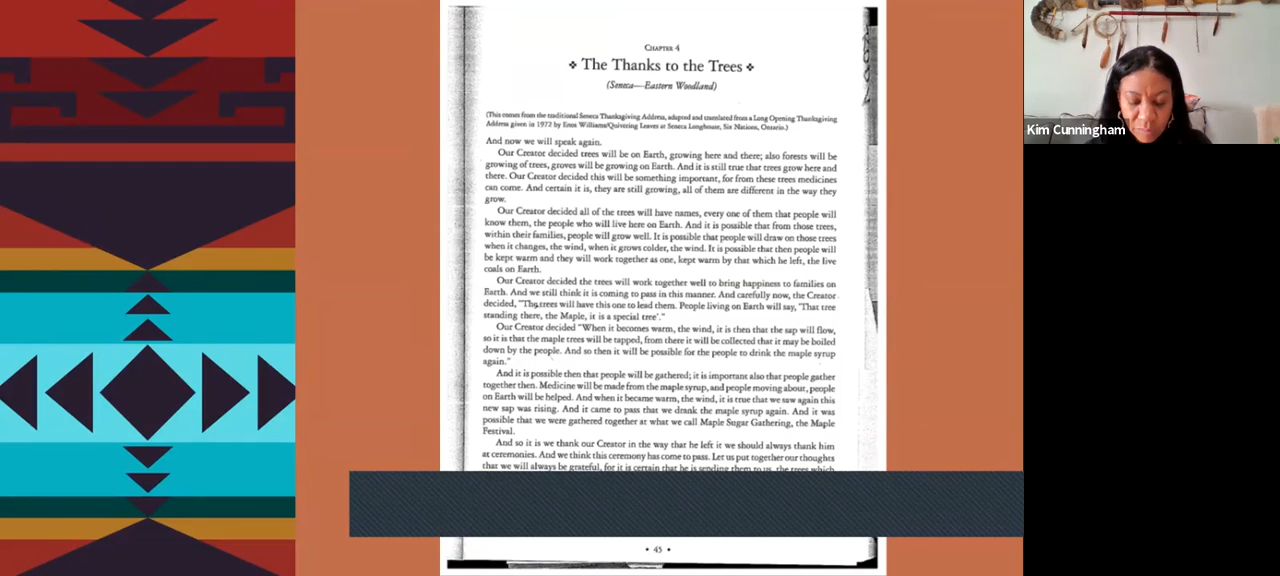 CHAPTER 4
❖ The Thanks to the Trees ❖
(Seneca—Eastern Woodland)
(This comes from the traditional Seneca Thanksgiving Address, adapted and translated from a Long Opening Thanksgiving
Address given in 1972 by Enos Williams/Quivering Leaves at Seneca Longhouse, Six Nations, Ontario.)
And now we will speak again.
Our Creator decided trees will be on Earth, growing here and there; also forests will be
growing of trees, groves will be growing on Earth. And it is still true that trees grow here and
there. Our Creator decided this will be something important, for from these trees medicines
can come. And certain it is, they are still growing, all of them are different in the way they
grow.
Our Creator decided all of the trees will have names, every one of them that people will
know them, the people who will live here on Earth. And it is possible that from those trees,
within their families, people will grow well. It is possible that people will draw on those trees
when it changes, the wind, when it grows colder, the wind. It is possible that then people will
be kept warm and they will work together as one, kept warm by that which he left, the live
coals on Earth.
Our Creator decided the trees will work together well to bring happiness to families on
Earth. And we still think it is coming to pass in this manner. And carefully now, the Creator
decided, "The trees will have this one to lead them. People living on Earth will say, 'That tree
standing there, the Maple, it is a special tree'."
Our Creator decided "When it becomes warm, the wind, it is then that the sap will flow,
so it is that the maple trees will be tapped, from there it will be collected that it may be boiled
down by the people. And so then it will be possible for the people to drink the maple syrup
again."
And it is possible then that people will be gathered; it is important also that people gather
together then. Medicine will be made from the maple syrup, and people moving about, people
on Earth will be helped. And when it became warm, the wind, it is true that we saw again this
new sap was rising. And it came to pass that we drank the maple syrup again. And it was
possible that we were gathered together at what we call Maple Sugar Gathering, the Maple
Festival.
And so it is we thank our Creator in the way that he left it we should always thank him
at ceremonies. And we think this ceremony has come to pass. Let us put together our thoughts
that we will always be grateful, for it is certain that he is sending them to us, the trees which
• 45 •
Kim Cunningham